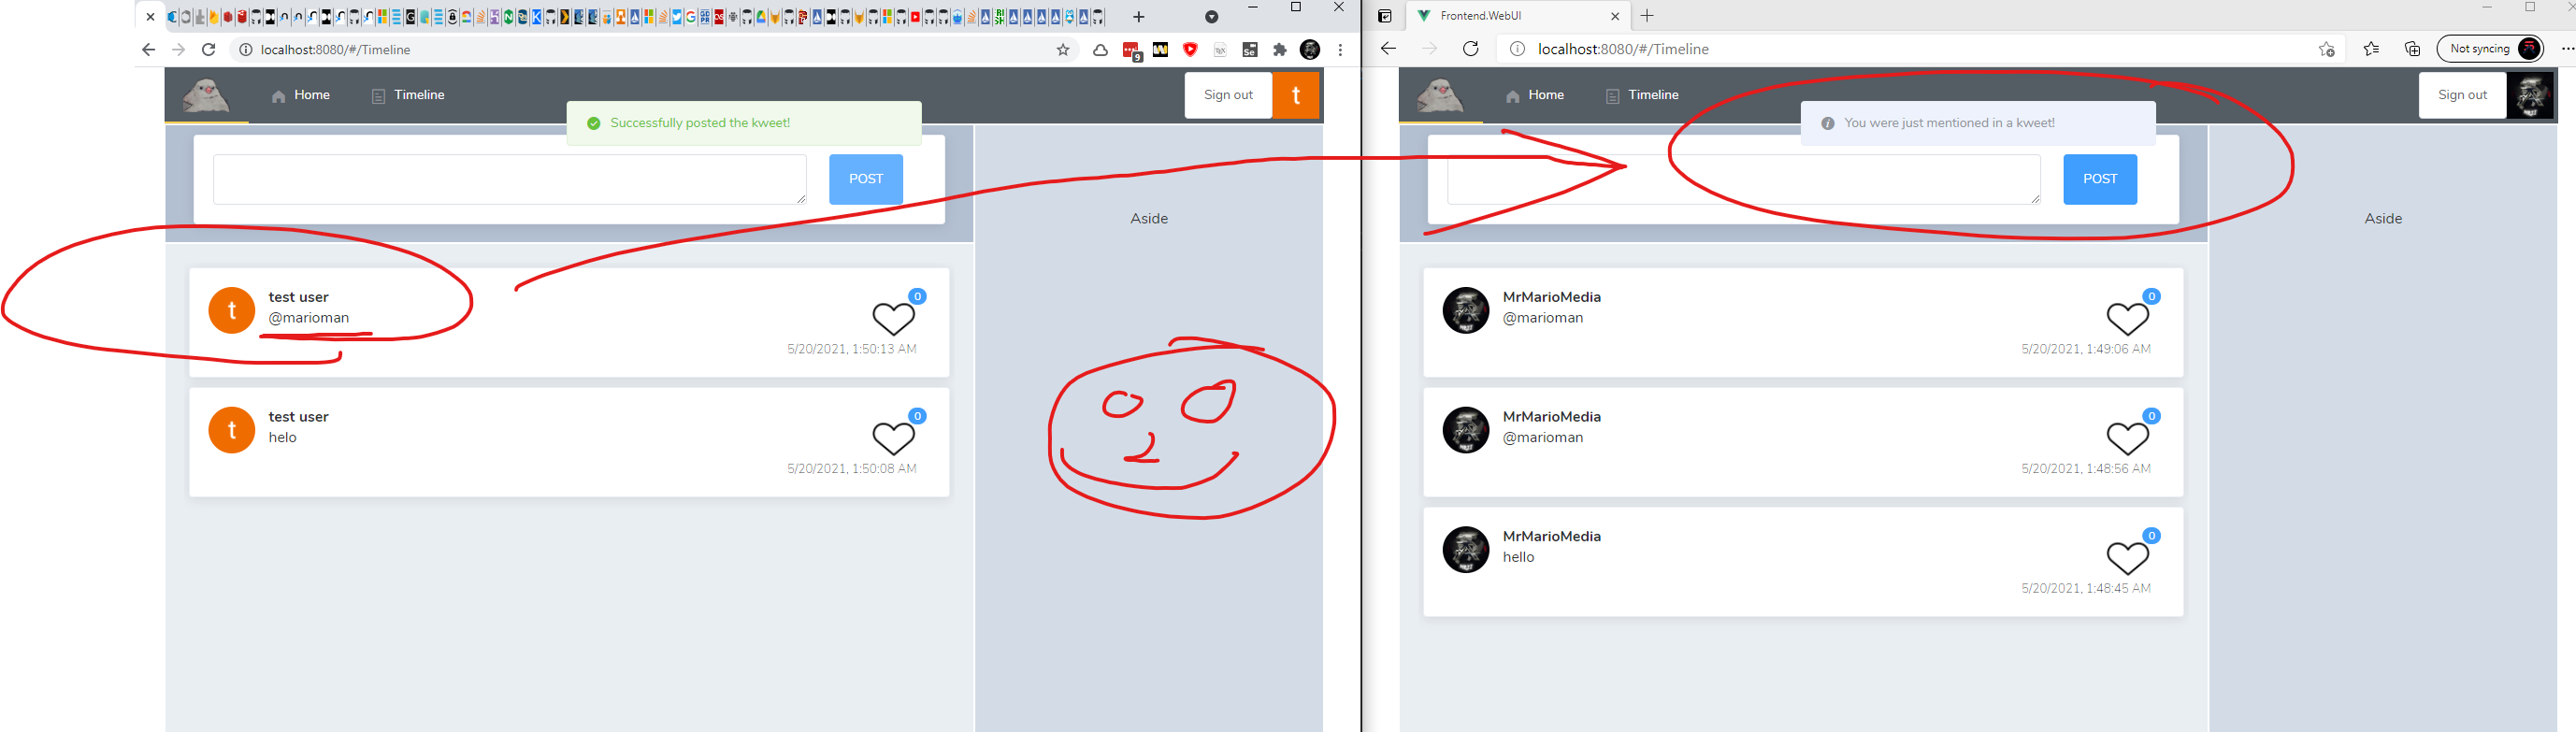 localhost:8080/#/Timeline
9
Home
Timeline
Sign out
t
Successfully posted the kweet!
POST
Aside
t
test user
@marioman
0
5/20/2021, 1:50:13 AM
t
test user
helo
0
5/20/2021, 1:50:08 AM
Frontend.WebUI
localhost:8080/#/Timeline
Not syncing
Home
Timeline
Sign out
You were just mentioned in a kweet!
POST
Aside
MrMarioMedia
@marioman
0
5/20/2021, 1:49:06 AM
MrMarioMedia
@marioman
0
5/20/2021, 1:48:56 AM
MrMarioMedia
hello
0
5/20/2021, 1:48:45 AM